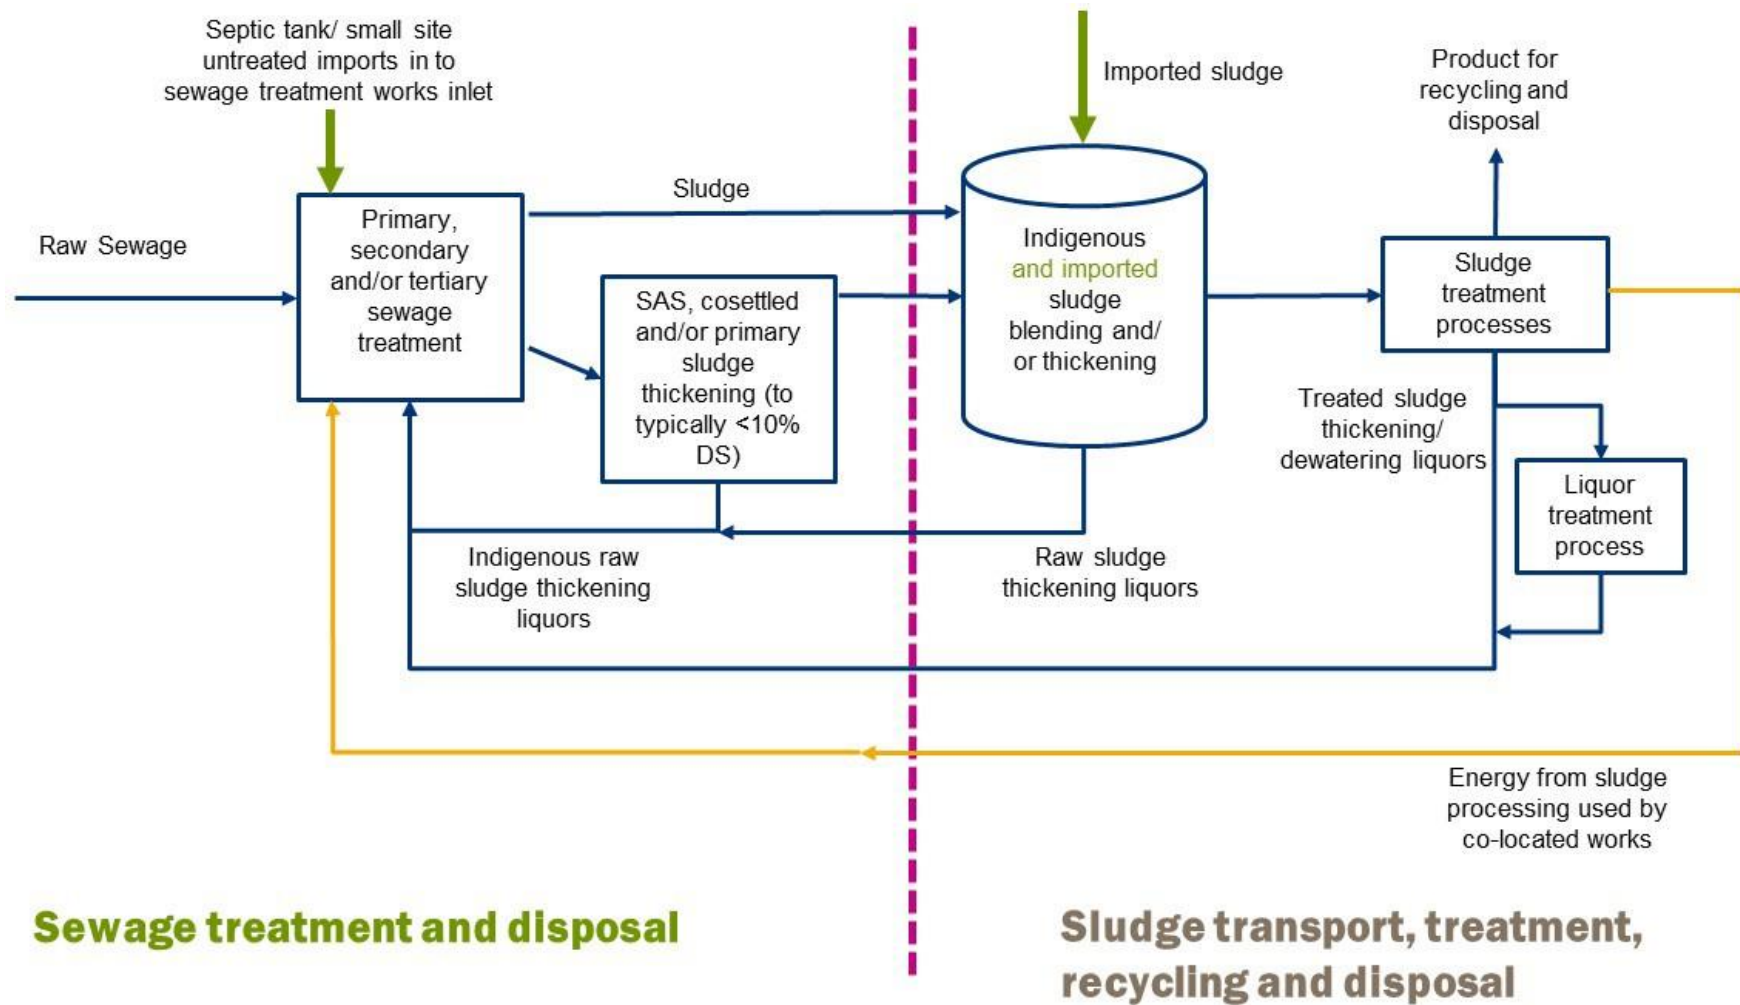 Septic tank/ small site
untreated imports in to
sewage treatment works inlet
Imported sludge
Product for
recycling and
disposal
Raw Sewage
Primary,
secondary
and/or tertiary
sewage
treatment
Sludge
SAS, cosettled
and/or primary
sludge
thickening (to
typically <10%
DS)
Indigenous
and imported
sludge
blending and/
or thickening
Sludge
treatment
processes
Treated sludge
thickening/
dewatering liquors
Liquor
treatment
process
Indigenous raw
sludge thickening
liquors
Raw sludge
thickening liquors
Energy from sludge
processing used by
co-located works
Sewage treatment and disposal
Sludge transport, treatment,
recycling and disposal